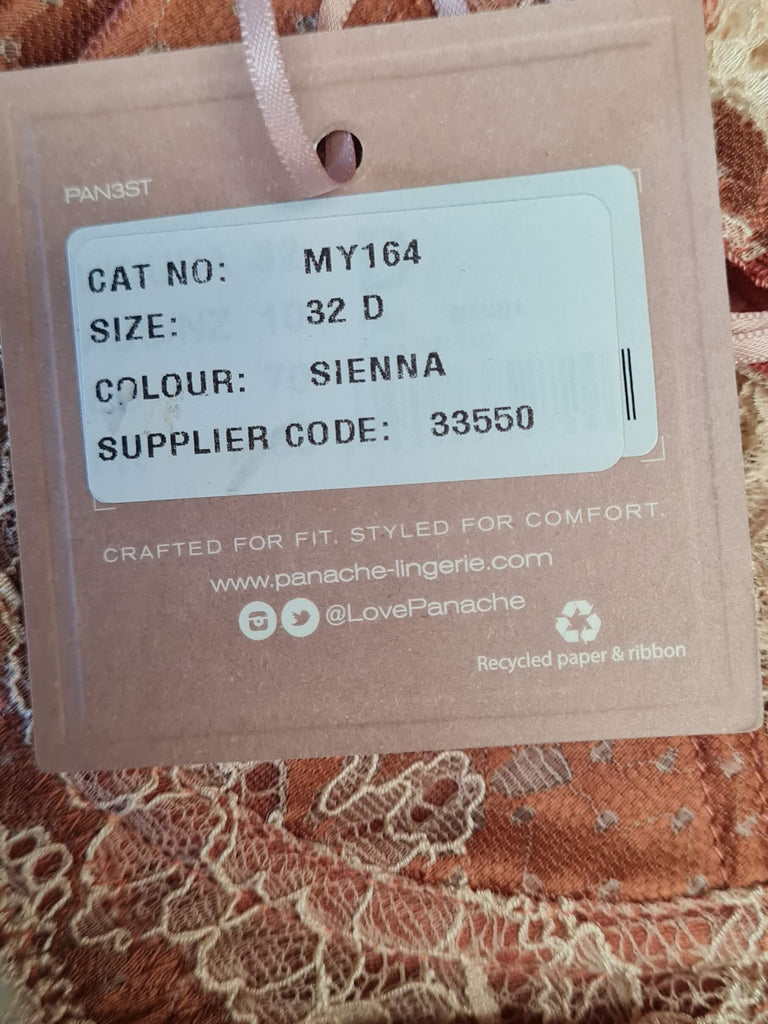 PAN3ST
CAT NO: MY164
SIZE: 32 D
COLOUR: SIENNA
SUPPLIER CODE: 33550
CRAFTED FOR FIT. STYLED FOR COMFORT.
www.panache-lingerie.com
@LovePanache
Recycled paper & ribbon